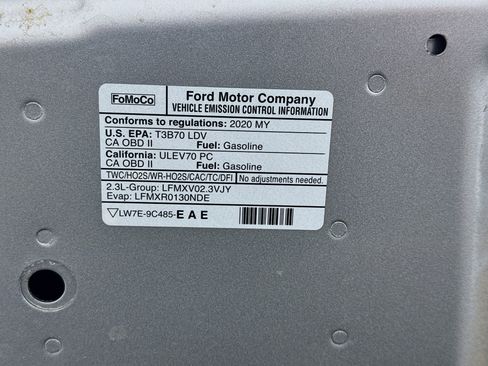 FoMoCo
Ford Motor Company
VEHICLE EMISSION CONTROL INFORMATION
Conforms to regulations: 2020 MY
U.S. EPA: T3B70 LDV
CA OBD II Fuel: Gasoline
California: ULEV70 PC
CA OBD II Fuel: Gasoline
TWC/HO2S/WR-HO2S/CAC/TC/DFI No adjustments needed.
2.3L-Group: LFMXV02.3VJY
Evap: LFMXR0130NDE
LW7E-9C485-EAE